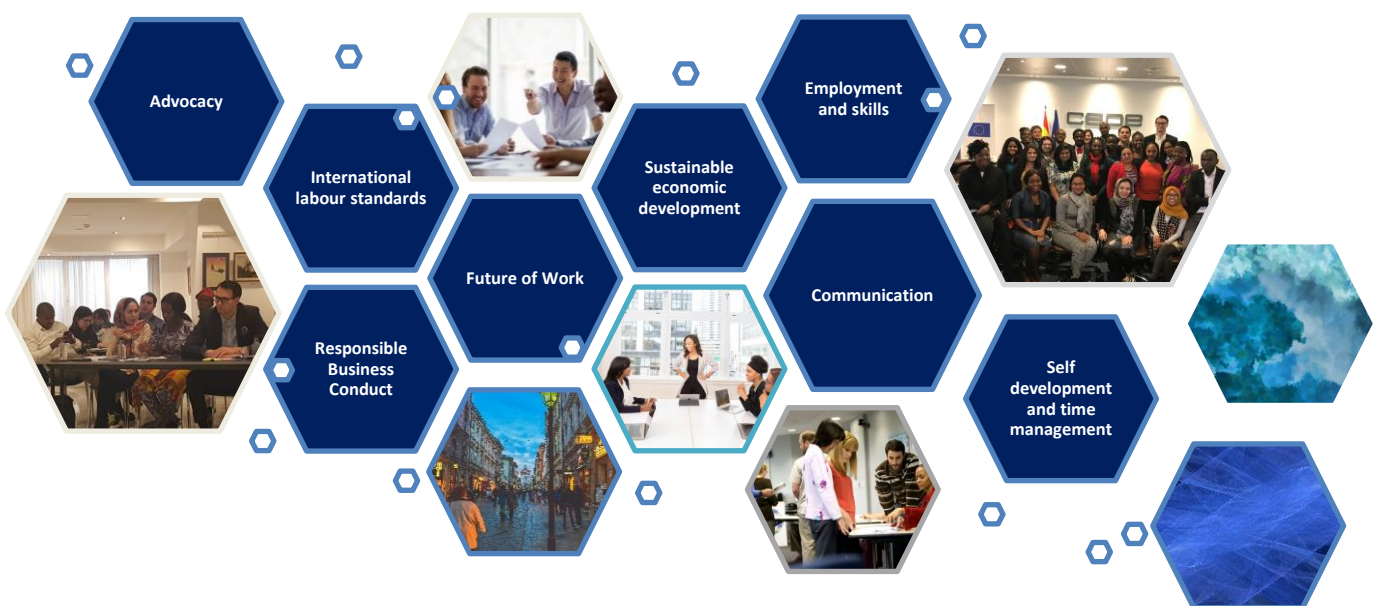 Advocacy
International
labour standards
Future of Work
Responsible
Business
Conduct
Sustainable
economic
development
Employment
and skills
CEOE
Communication
Self
development
and time
management